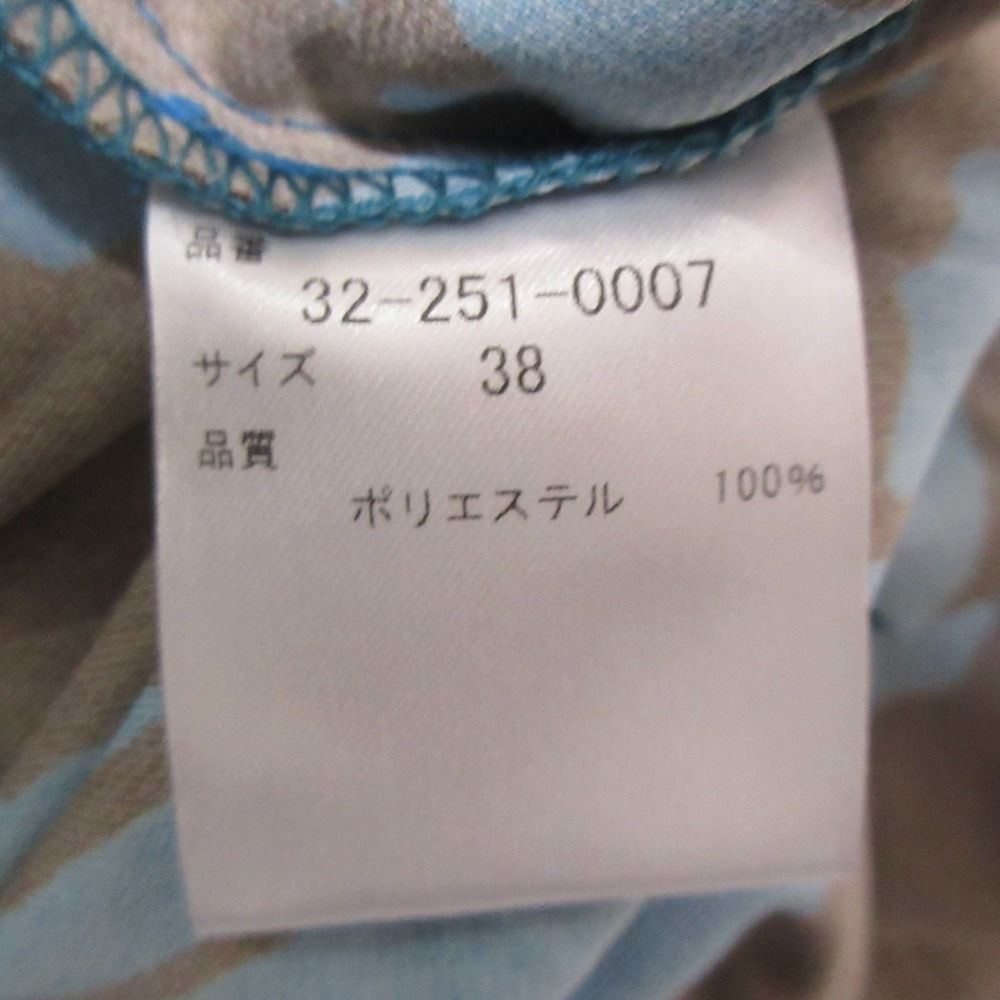 品番
32-251-0007
サイズ 38
品質
ポリエステル 100%